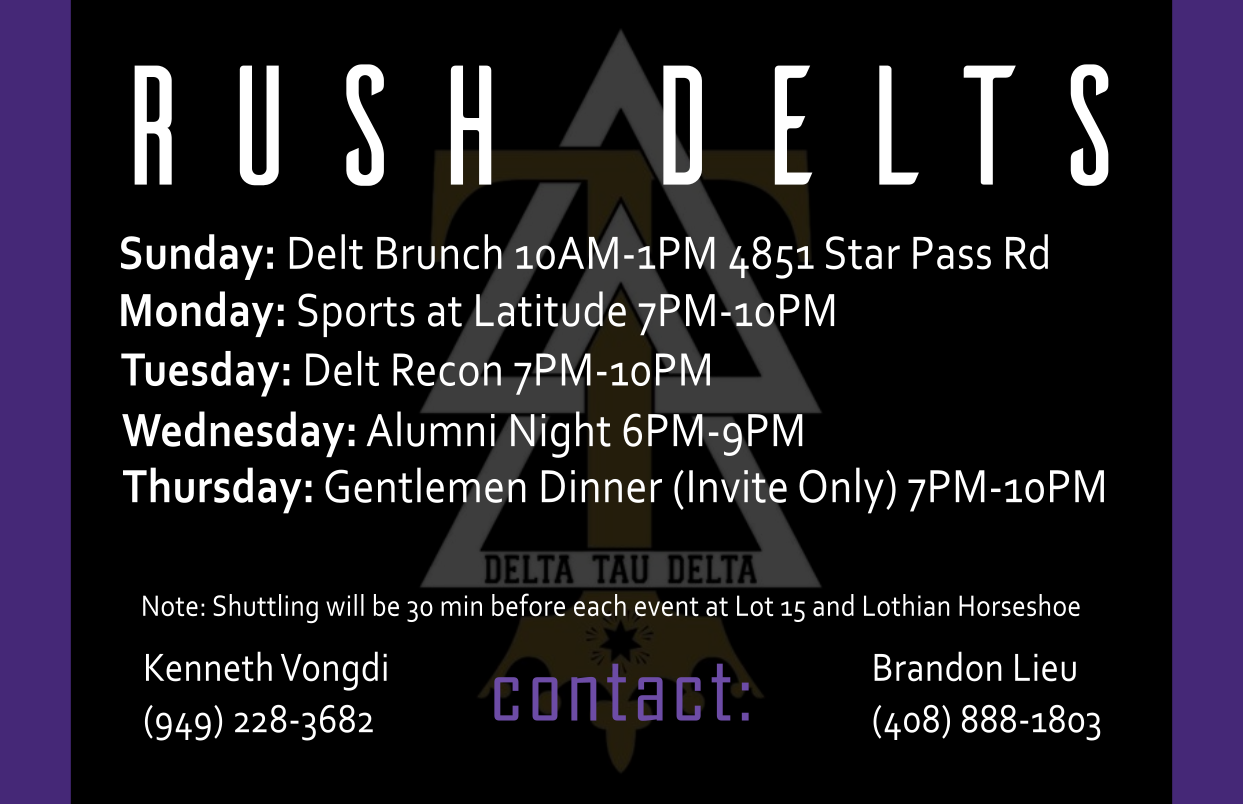 RUSH DELTS
Sunday: Delt Brunch 10AM-1PM 4851 Star Pass Rd
Monday: Sports at Latitude 7PM-10PM
Tuesday: Delt Recon 7PM-10PM
Wednesday: Alumni Night 6PM-9PM
Thursday: Gentlemen Dinner (Invite Only) 7PM-10PM
DELTA TAU DELTA
Note: Shuttling will be 30 min before each event at Lot 15 and Lothian Horseshoe
Kenneth Vongdi
(949) 228-3682
contact:
Brandon Lieu
(408) 888-1803